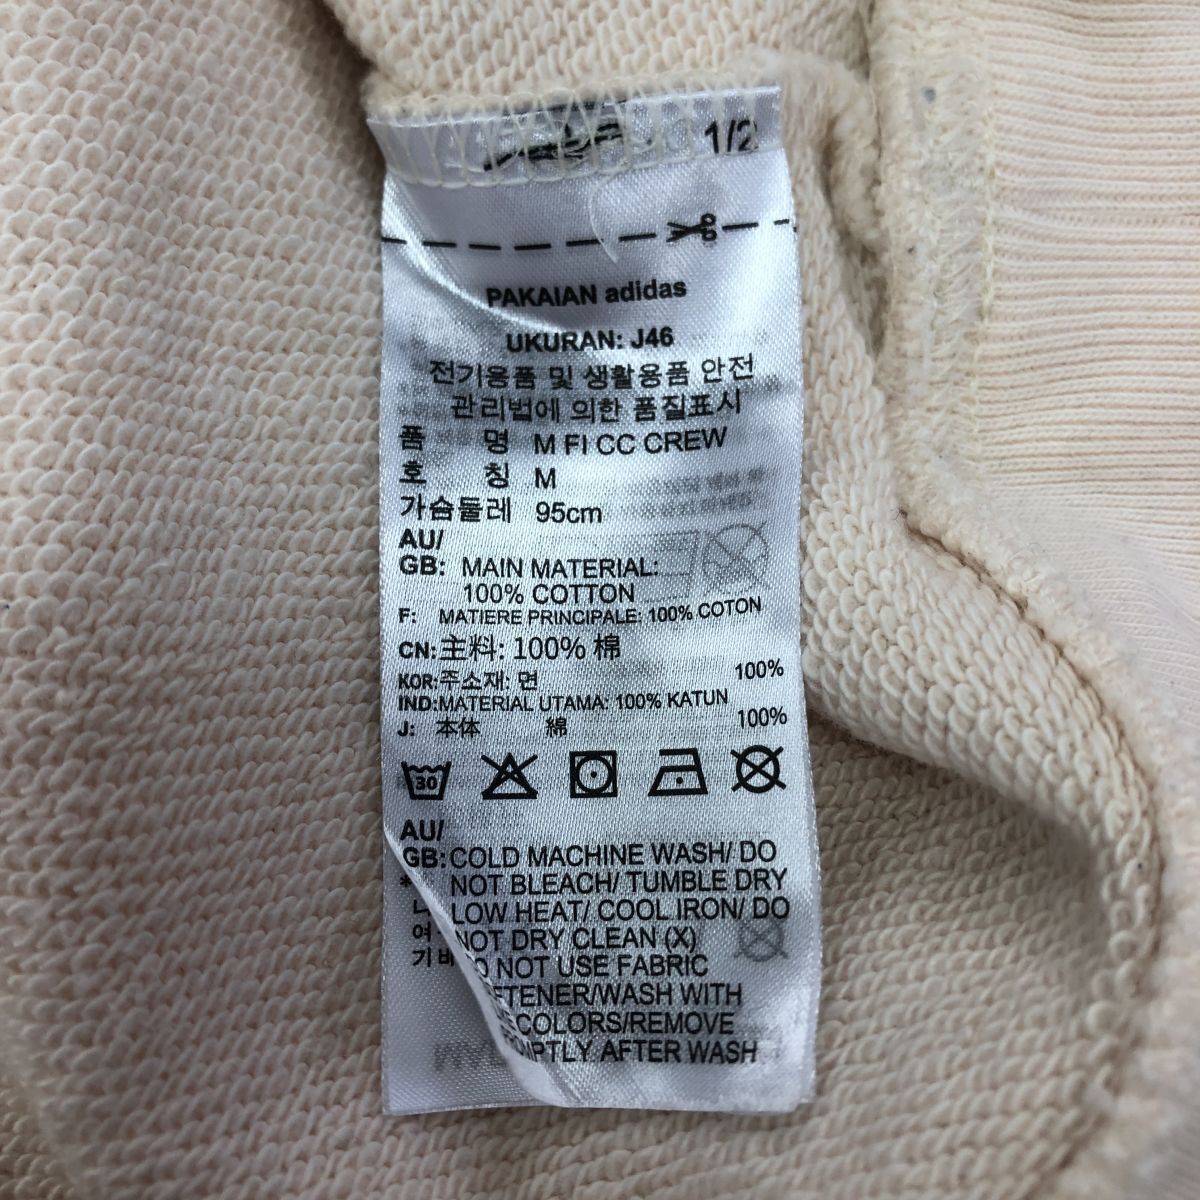 1/2
PAKAIAN adidas
UKURAN: J46
전기용품 및 생활용품 안전
관리법에 의한 품질표시
품 명 M FI CC CREW
호 칭 M
가슴둘레 95cm
AU/
GB: MAIN MATERIAL:
100% COTTON
F: MATIERE PRINCIPALE: 100% COTON
CN: 主料: 100% 棉
KOR: 주소재: 면 100%
IND: MATERIAL UTAMA: 100% KATUN
J: 本体 綿 100%
30
AU/
GB: COLD MACHINE WASH/ DO
* NOT BLEACH/ TUMBLE DRY
LOW HEAT/ COOL IRON/ DO
NOT DRY CLEAN (X)
NOT USE FABRIC
WASH WITH
COLORS/REMOVE
AFTER WASH